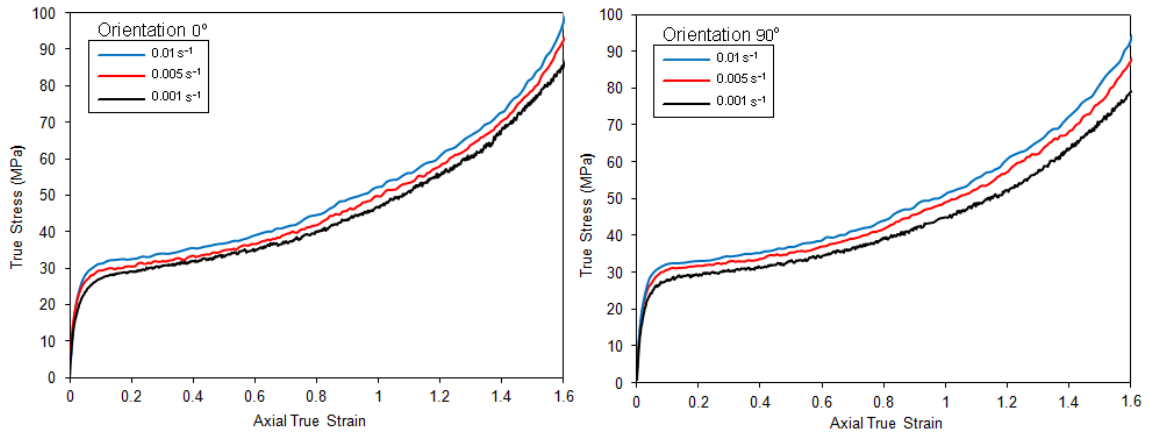 Orientation 0º
0.01 s⁻¹
0.005 s⁻¹
0.001 s⁻¹
100
90
80
70
60
50
40
30
20
10
0
True Stress (MPa)
0 0.2 0.4 0.6 0.8 1 1.2 1.4 1.6
Axial True Strain
Orientation 90º
0.01 s⁻¹
0.005 s⁻¹
0.001 s⁻¹
100
90
80
70
60
50
40
30
20
10
0
True Stress (MPa)
0 0.2 0.4 0.6 0.8 1 1.2 1.4 1.6
Axial True Strain